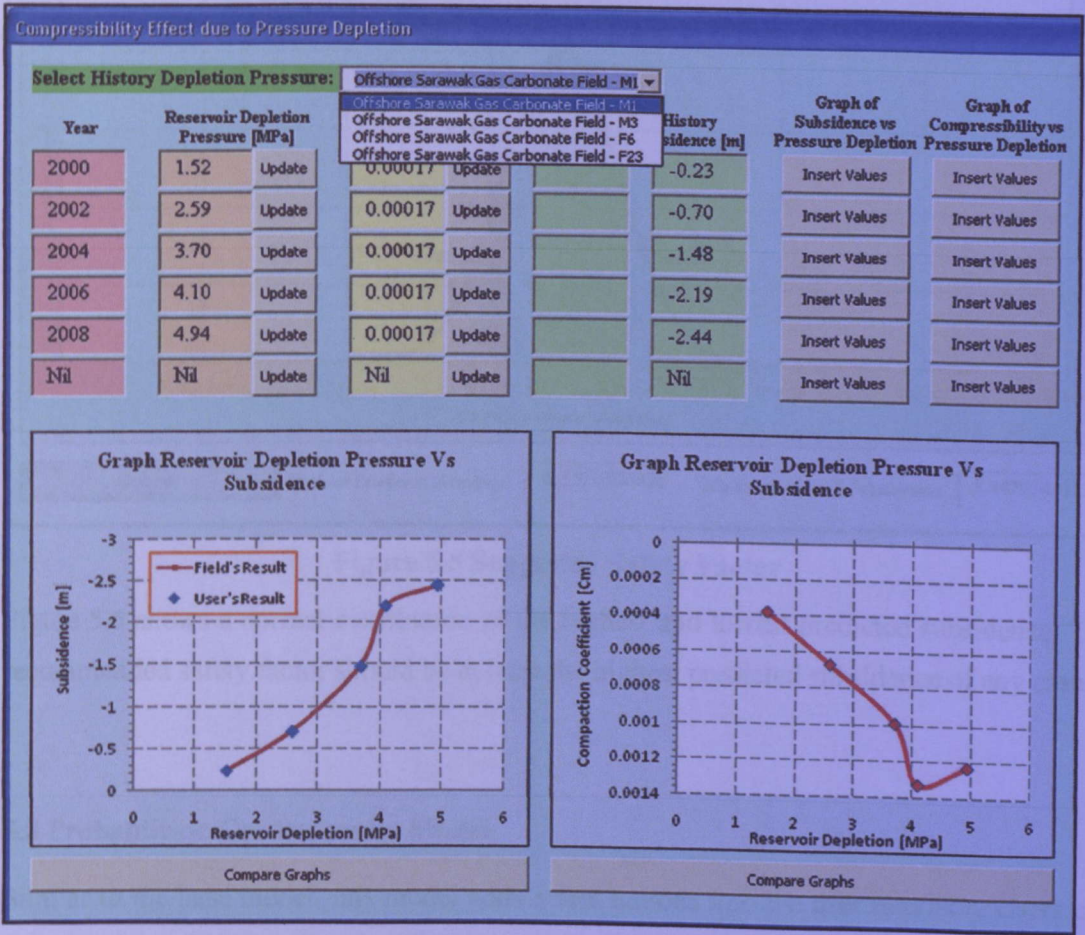 Compressibility Effect due to Pressure Depletion
Select History Depletion Pressure:
Offshore Sarawak Gas Carbonate Field - M1
Offshore Sarawak Gas Carbonate Field - M1
Offshore Sarawak Gas Carbonate Field - M3
Offshore Sarawak Gas Carbonate Field - F6
Offshore Sarawak Gas Carbonate Field - F23
Year
Reservoir Depletion
Pressure [MPa]
History
sidence [m]
Graph of
Subsidence vs
Pressure Depletion
Graph of
Compressibility vs
Pressure Depletion
2000 1.52 Update 0.00017 Update -0.23 Insert Values Insert Values
2002 2.59 Update 0.00017 Update -0.70 Insert Values Insert Values
2004 3.70 Update 0.00017 Update -1.48 Insert Values Insert Values
2006 4.10 Update 0.00017 Update -2.19 Insert Values Insert Values
2008 4.94 Update 0.00017 Update -2.44 Insert Values Insert Values
Nil Nil Update Nil Update Nil Insert Values Insert Values
Graph Reservoir Depletion Pressure Vs
Subsidence
-3
-2.5
-2
-1.5
-1
-0.5
0
Subsidence [m]
Field's Result
User's Result
0 1 2 3 4 5 6
Reservoir Depletion [MPa]
Compare Graphs
Graph Reservoir Depletion Pressure Vs
Subsidence
0
0.0002
0.0004
0.0006
0.0008
0.001
0.0012
0.0014
Compaction Coefficient [Cm]
0 1 2 3 4 5 6
Reservoir Depletion [MPa]
Compare Graphs